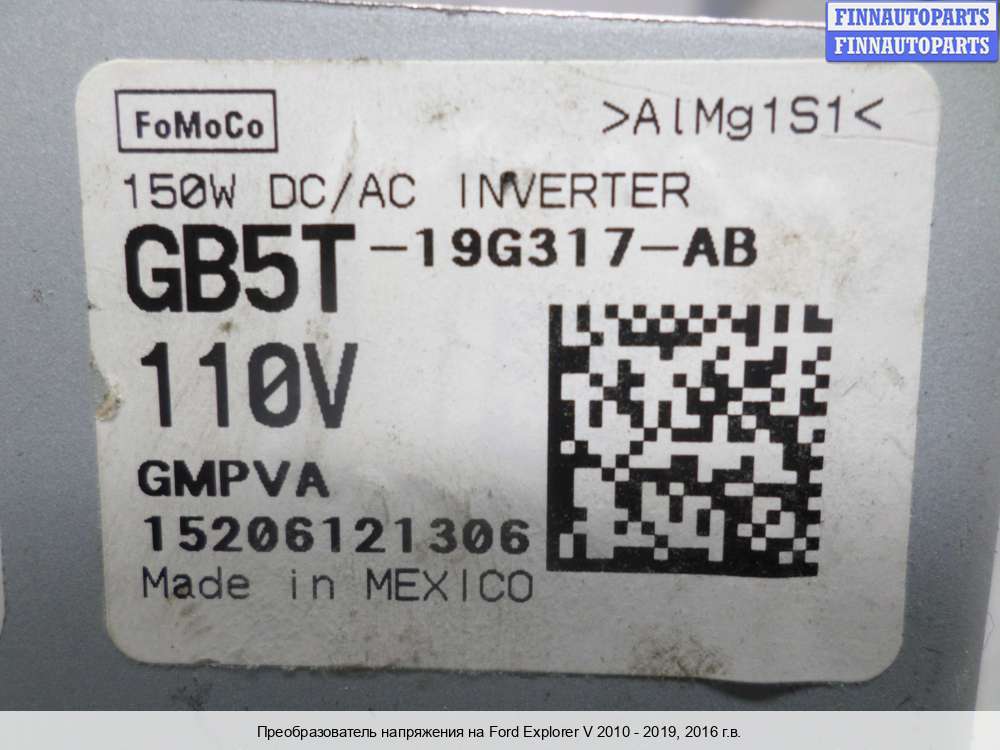 FINNAUTOPARTS
FINNAUTOPARTS
FoMoCo
>AlMg1S1<
150W DC/AC INVERTER
GB5T-19G317-AB
110V
GMPVA
15206121306
Made in MEXICO
Преобразователь напряжения на Ford Explorer V 2010 - 2019, 2016 г.в.